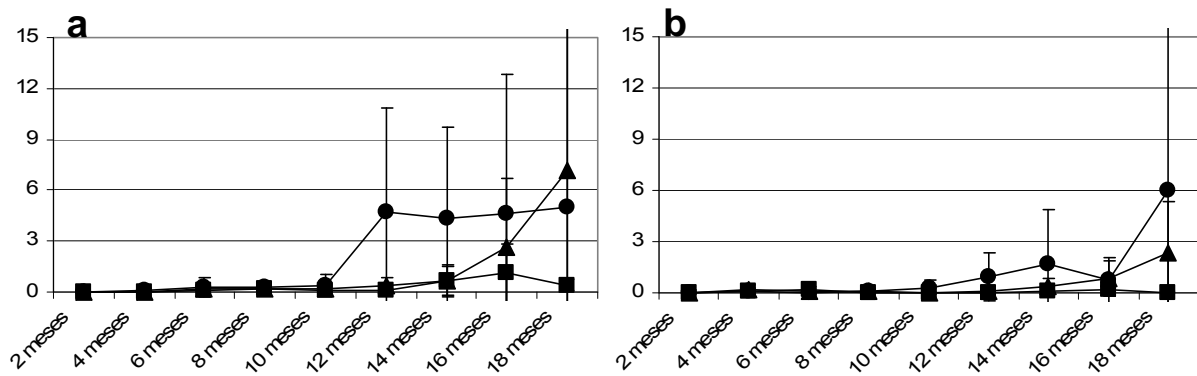 a
15
12
9
6
3
0
2 meses
4 meses
6 meses
8 meses
10 meses
12 meses
14 meses
16 meses
18 meses
b
15
12
9
6
3
0
2 meses
4 meses
6 meses
8 meses
10 meses
12 meses
14 meses
16 meses
18 meses